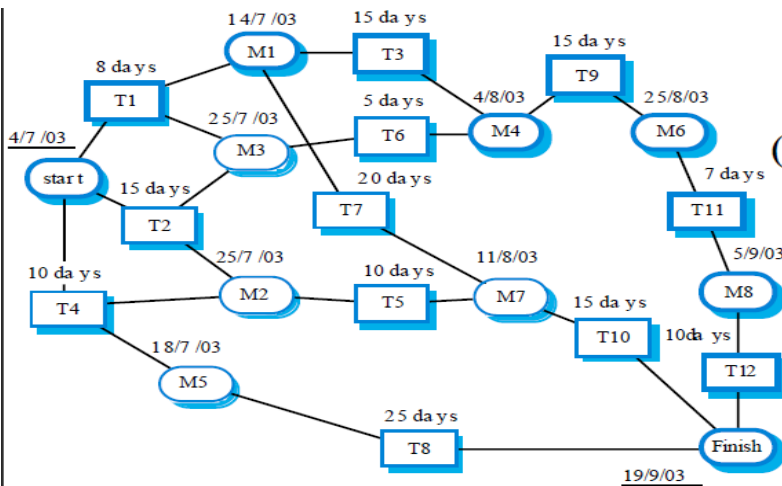 14/7 /03
15 days
15 days
M1
T3
T9
8 days
T1
25/7 /03
5 days
4/8/03
25/8/03
4/7 /03
M3
T6
M4
M6
(
start
15 days
20 days
7 days
T2
T7
T11
25/7 /03
11/8/03
5/9/03
10 days
10 days
M2
M7
M8
T4
T5
15 days
18/7 /03
T10
10da ys
M5
T12
25 days
T8
Finish
19/9/03